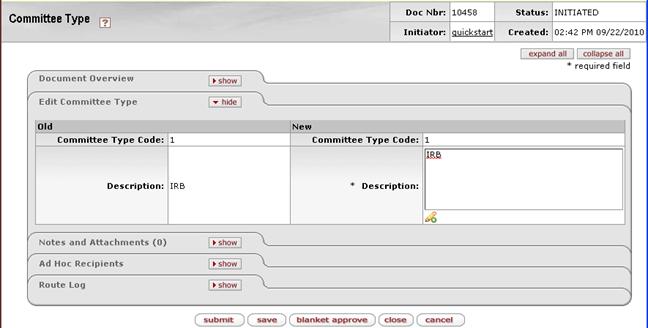 Committee Type ?
Doc Nbr: 10458 Status: INITIATED
Initiator: quickstart Created: 02:42 PM 09/22/2010
expand all collapse all
* required field
Document Overview show
Edit Committee Type hide
Old New
Committee Type Code: 1 Committee Type Code: 1
Description: IRB * Description: IRB
Notes and Attachments (0) show
Ad Hoc Recipients show
Route Log show
submit save blanket approve close cancel